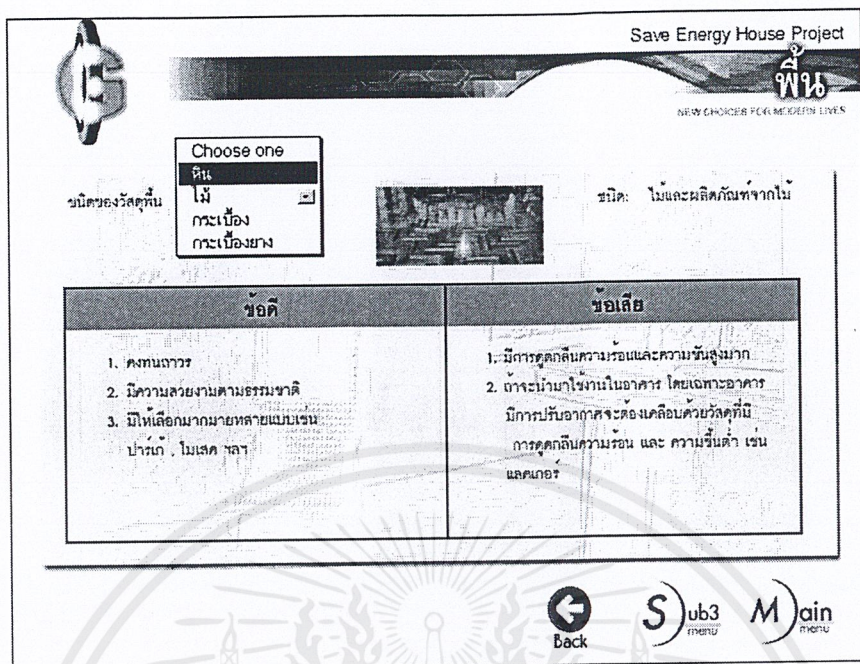 Save Energy House Project
พื้น
NEW CHOICES FOR MODERN LIVES
Choose one
หิน
ไม้
กระเบื้อง
กระเบื้องยาง
ชนิดของวัสดุพื้น
ชนิด: ไม้และผลิตภัณฑ์จากไม้
ข้อดี
1. คงทนถาวร
2. มีความสวยงามตามธรรมชาติ
3. มีให้เลือกมากมายหลายแบบเช่น
ปาร์เก้ , โมเสค ฯลฯ
ข้อเสีย
1. มีการดูดกลืนความร้อนและความชื้นสูงมาก
2. ถ้าจะนำมาใช้งานในอาคาร โดยเฉพาะอาคาร
มีการปรับอากาศจะต้องเคลือบด้วยวัสดุที่มี
การดูดกลืนความร้อน และ ความชื้นต่ำ เช่น
แลคเกอร์
Back
Sub3 menu
Main menu